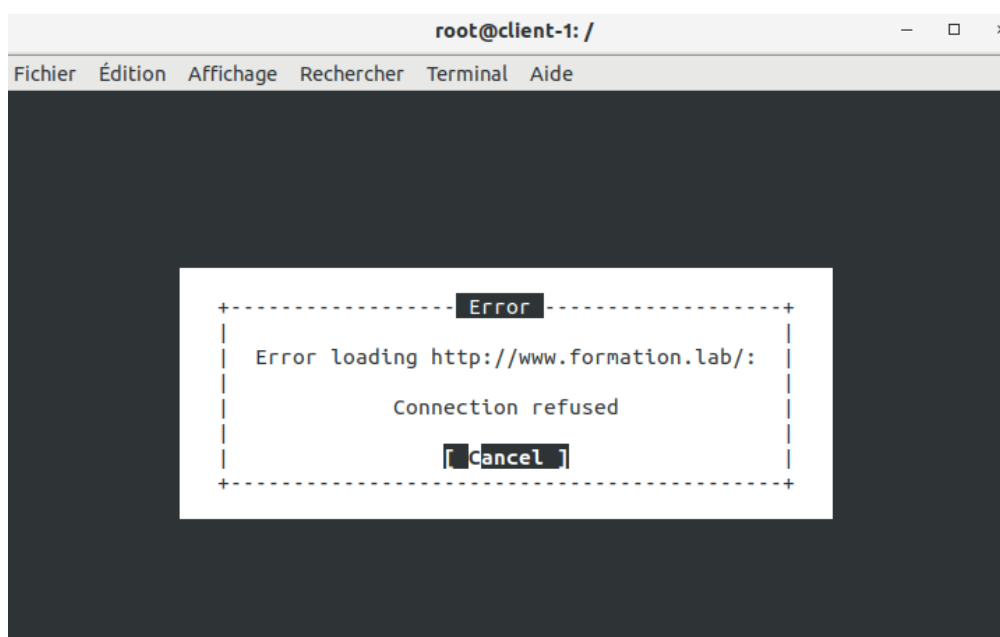 root@client-1: /
Fichier Édition Affichage Rechercher Terminal Aide
Error
Error loading http://www.formation.lab/:
Connection refused
[ Cancel ]